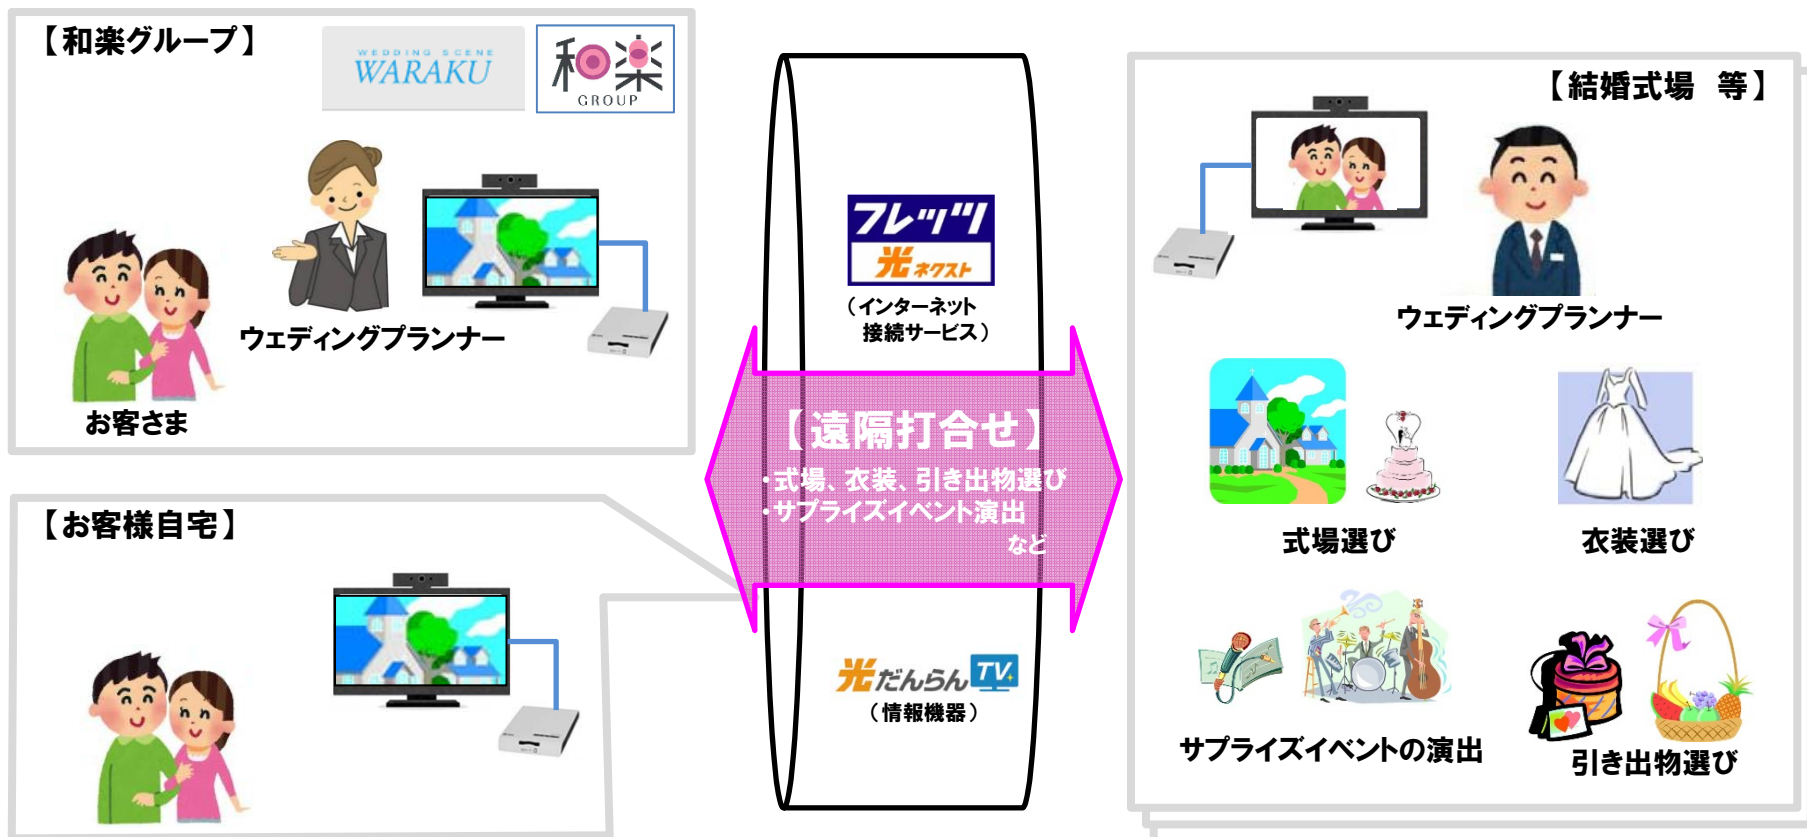 【和楽グループ】
WEDDING SCENE
WARAKU
和楽
GROUP
ウェディングプランナー
お客さま
【お客様自宅】
フレッツ
光ネクスト
(インターネット
接続サービス)
【遠隔打合せ】
・式場、衣装、引き出物選び
・サプライズイベント演出
など
光だんらんTV
(情報機器)
【結婚式場 等】
ウェディングプランナー
式場選び
衣装選び
サプライズイベントの演出
引き出物選び